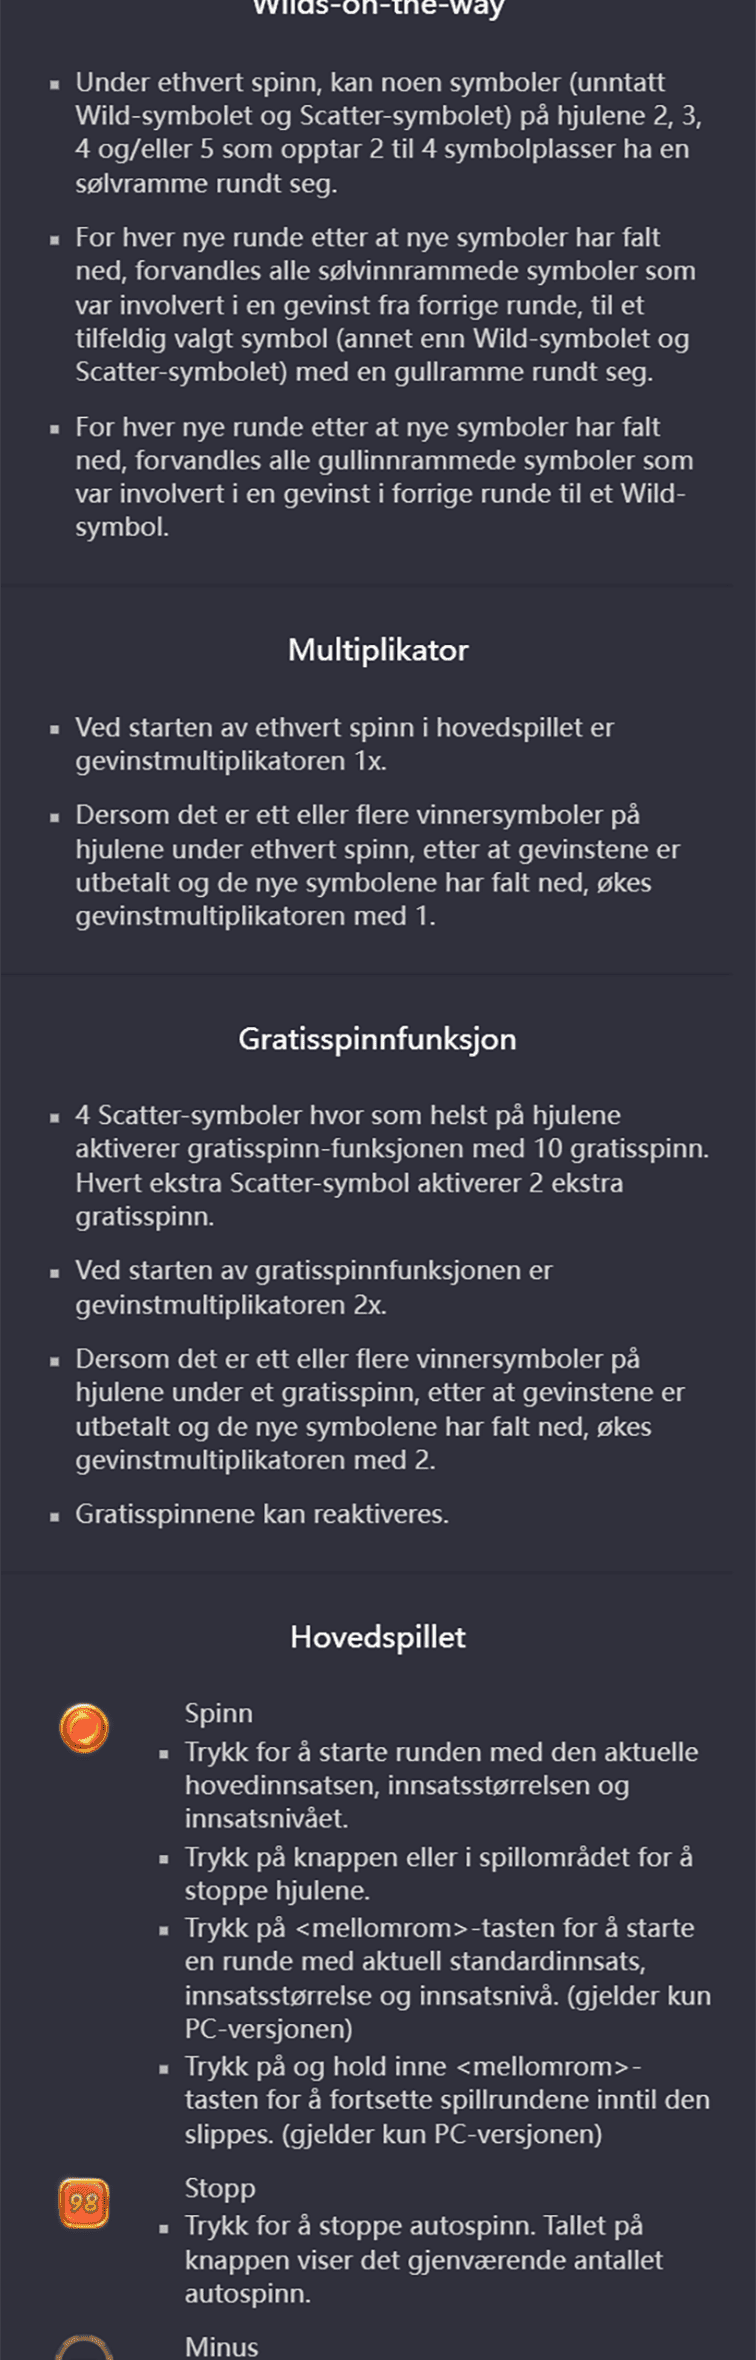 Wilds-on-the-way
▪ Under ethvert spinn, kan noen symboler (unntatt
Wild-symbolet og Scatter-symbolet) på hjulene 2, 3,
4 og/eller 5 som opptar 2 til 4 symbolplasser ha en
sølvramme rundt seg.
▪ For hver nye runde etter at nye symboler har falt
ned, forvandles alle sølvinnrammede symboler som
var involvert i en gevinst fra forrige runde, til et
tilfeldig valgt symbol (annet enn Wild-symbolet og
Scatter-symbolet) med en gullramme rundt seg.
▪ For hver nye runde etter at nye symboler har falt
ned, forvandles alle gullinnrammede symboler som
var involvert i en gevinst i forrige runde til et Wild-
symbol.
Multiplikator
▪ Ved starten av ethvert spinn i hovedspillet er
gevinstmultiplikatoren 1x.
▪ Dersom det er ett eller flere vinnersymboler på
hjulene under ethvert spinn, etter at gevinstene er
utbetalt og de nye symbolene har falt ned, økes
gevinstmultiplikatoren med 1.
Gratisspinnfunksjon
▪ 4 Scatter-symboler hvor som helst på hjulene
aktiverer gratisspinn-funksjonen med 10 gratisspinn.
Hvert ekstra Scatter-symbol aktiverer 2 ekstra
gratisspinn.
▪ Ved starten av gratisspinnfunksjonen er
gevinstmultiplikatoren 2x.
▪ Dersom det er ett eller flere vinnersymboler på
hjulene under et gratisspinn, etter at gevinstene er
utbetalt og de nye symbolene har falt ned, økes
gevinstmultiplikatoren med 2.
▪ Gratisspinnene kan reaktiveres.
Hovedspillet
Spinn
▪ Trykk for å starte runden med den aktuelle
hovedinnsatsen, innsatsstørrelsen og
innsatsnivået.
▪ Trykk på knappen eller i spillområdet for å
stoppe hjulene.
▪ Trykk på <mellomrom>-tasten for å starte
en runde med aktuell standardinnsats,
innsatsstørrelse og innsatsnivå. (gjelder kun
PC-versjonen)
▪ Trykk på og hold inne <mellomrom>-
tasten for å fortsette spillrundene inntil den
slippes. (gjelder kun PC-versjonen)
98
Stopp
▪ Trykk for å stoppe autospinn. Tallet på
knappen viser det gjenværende antallet
autospinn.
Minus